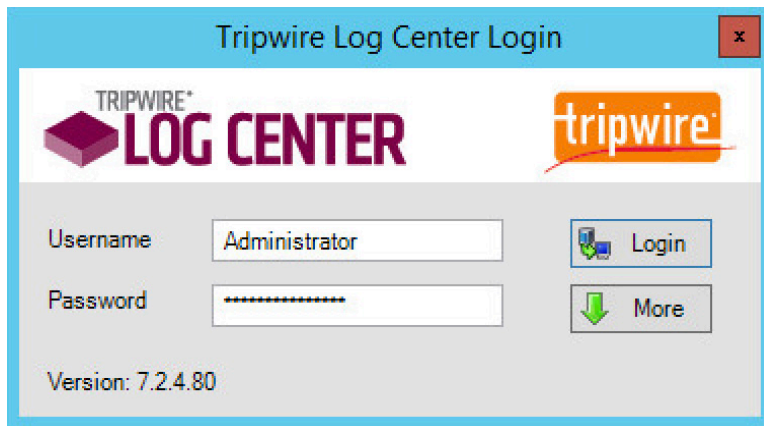 Tripwire Log Center Login
x
TRIPWIRE
LOG CENTER
tripwire
Username
Administrator
Login
Password
***************
More
Version: 7.2.4.80